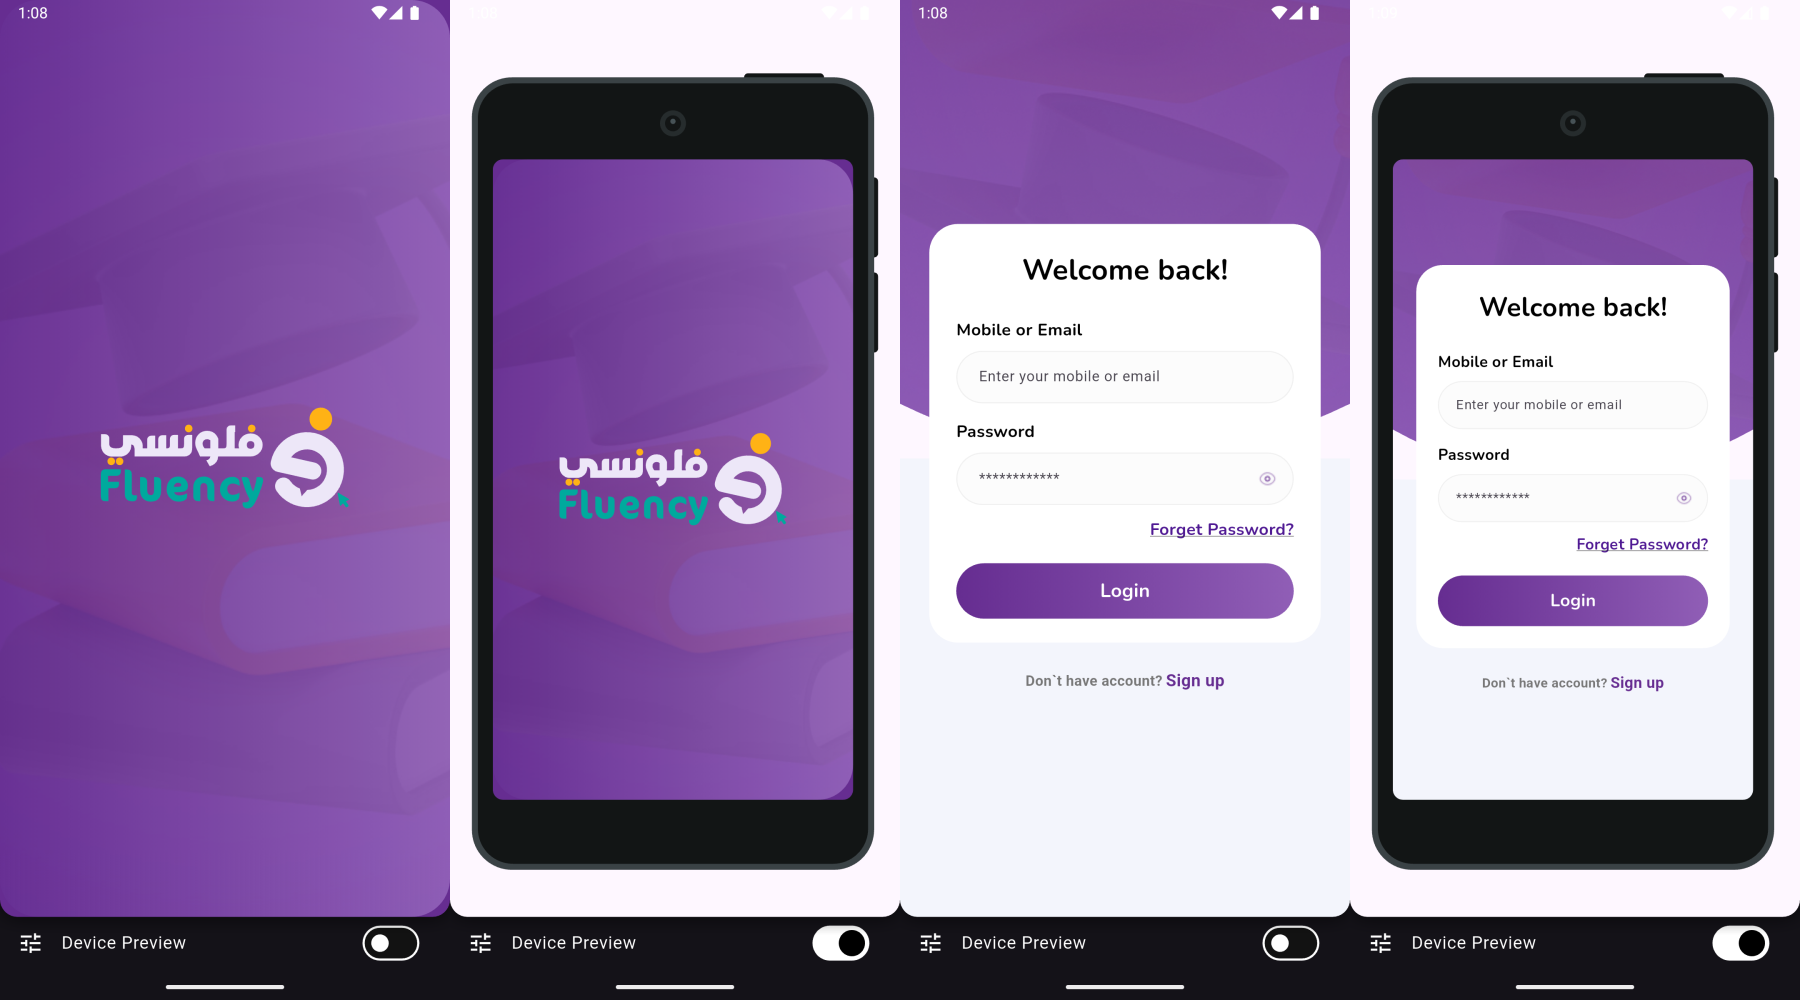 1:08
فلونسي
Fluency
Device Preview
فلونسي
Fluency
Device Preview
1:08
Welcome back!
Mobile or Email
Enter your mobile or email
Password
************
Forget Password?
Login
Don`t have account? Sign up
Device Preview
Welcome back!
Mobile or Email
Enter your mobile or email
Password
************
Forget Password?
Login
Don`t have account? Sign up
Device Preview